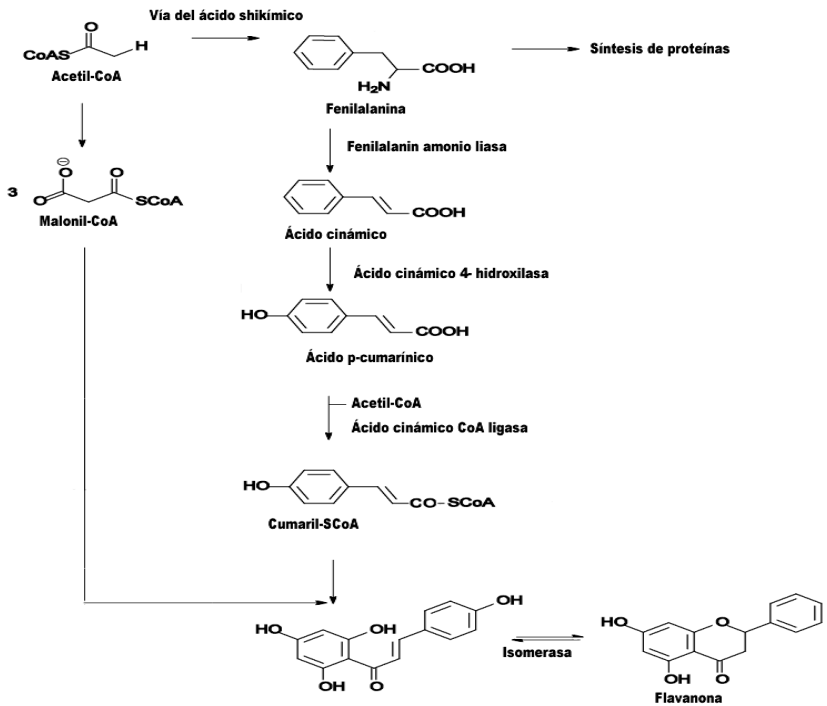 Vía del ácido shikímico
O
CoAS
H
Acetil-CoA
COOH
H₂N
Fenilalanina
Síntesis de proteínas
Fenilalanin amonio liasa
3
O
O
O
SCoA
Malonil-CoA
COOH
Ácido cinámico
Ácido cinámico 4- hidroxilasa
HO
COOH
Ácido p-cumarínico
Acetil-CoA
Ácido cinámico CoA ligasa
HO
CO-SCoA
Cumaril-SCoA
OH
HO
OH
OH
O
Isomerasa
HO
O
OH
O
Flavanona